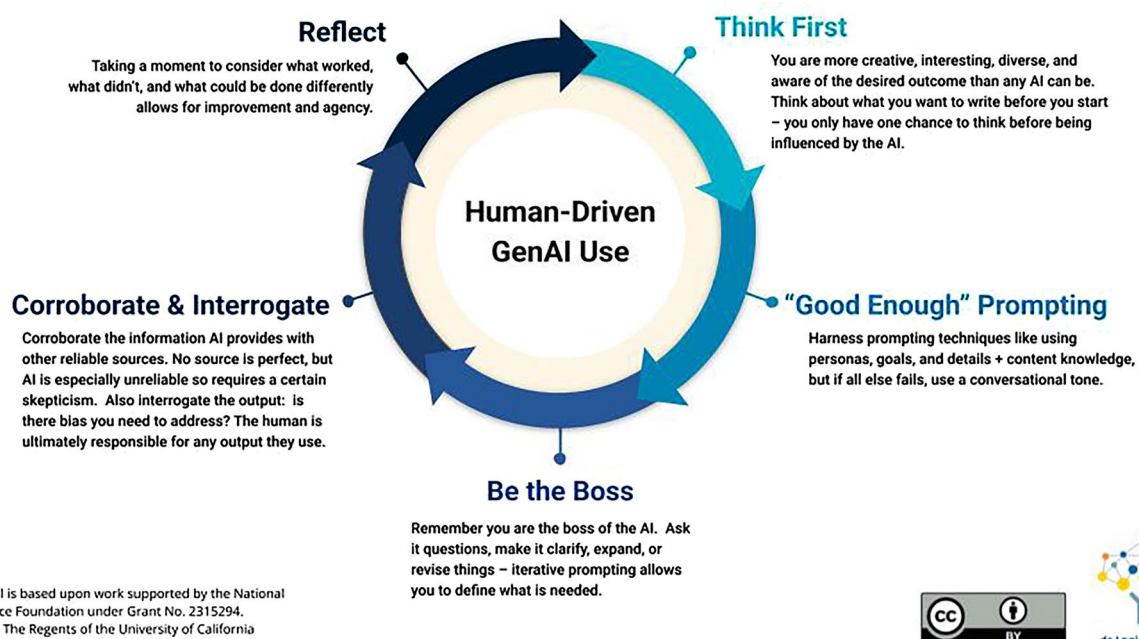 Reflect
Taking a moment to consider what worked,
what didn't, and what could be done differently
allows for improvement and agency.
Think First
You are more creative, interesting, diverse, and
aware of the desired outcome than any AI can be.
Think about what you want to write before you start
– you only have one chance to think before being
influenced by the AI.
Human-Driven
GenAI Use
Corroborate & Interrogate
Corroborate the information AI provides with
other reliable sources. No source is perfect, but
AI is especially unreliable so requires a certain
skepticism. Also interrogate the output: is
there bias you need to address? The human is
ultimately responsible for any output they use.
“Good Enough” Prompting
Harness prompting techniques like using
personas, goals, and details + content knowledge,
but if all else fails, use a conversational tone.
Be the Boss
Remember you are the boss of the AI. Ask
it questions, make it clarify, expand, or
revise things – iterative prompting allows
you to define what is needed.
l is based upon work supported by the National
ce Foundation under Grant No. 2315294.
The Regents of the University of California
CC
BY